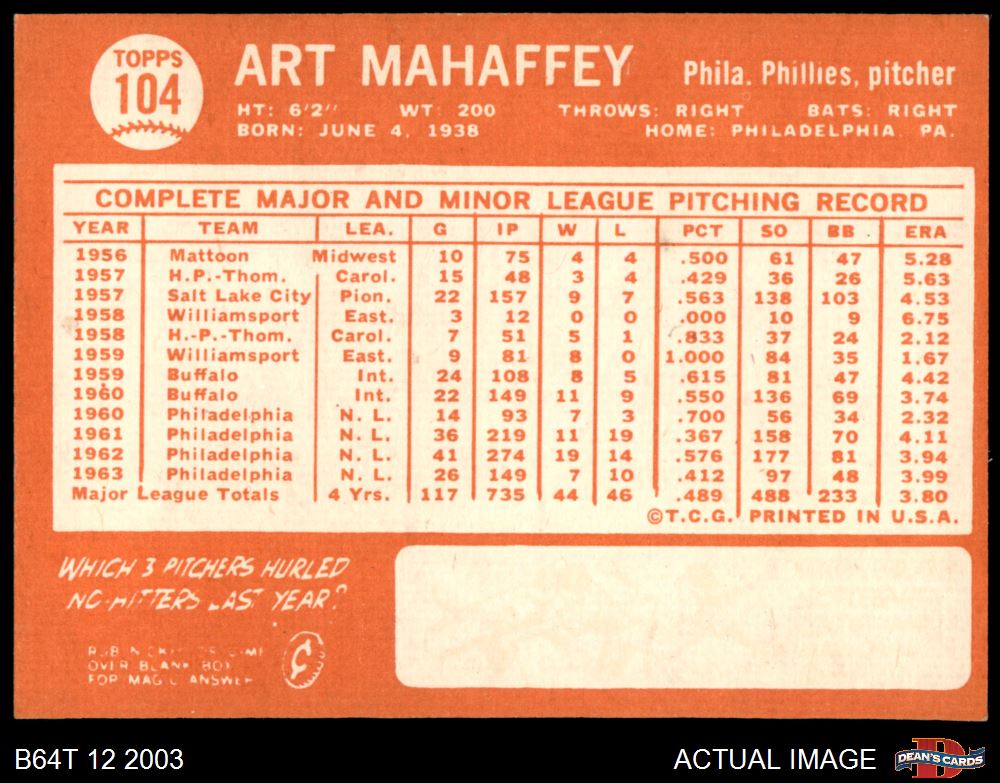 TOPPS
104
ART MAHAFFEY Phila. Phillies, pitcher
HT: 6'2" WT: 200 THROWS: RIGHT BATS: RIGHT
BORN: JUNE 4, 1938 HOME: PHILADELPHIA PA.
COMPLETE MAJOR AND MINOR LEAGUE PITCHING RECORD
YEAR TEAM LEA. G IP W L PCT SO BB ERA
1956 Mattoon Midwest 10 75 4 4 .500 61 47 5.28
1957 H.P.-Thom. Carol. 15 48 3 4 .429 36 26 5.63
1957 Salt Lake City Pion. 22 157 9 7 .563 138 103 4.53
1958 Williamsport East. 3 12 0 0 .000 10 9 6.75
1958 H.-P.-Thom. Carol. 7 51 5 1 .833 37 24 2.12
1959 Williamsport East. 9 81 8 0 1.000 84 35 1.67
1959 Buffalo Int. 24 108 8 5 .615 81 47 4.42
1960 Buffalo Int. 22 149 11 9 .550 136 69 3.74
1960 Philadelphia N. L. 14 93 7 3 .700 56 34 2.32
1961 Philadelphia N. L. 36 219 11 19 .367 158 70 4.11
1962 Philadelphia N. L. 41 274 19 14 .576 177 81 3.94
1963 Philadelphia N. L. 26 149 7 10 .412 97 48 3.99
Major League Totals 4 Yrs. 117 735 44 46 .489 488 233 3.80
©T.C.G. PRINTED IN U.S.A.
WHICH 3 PITCHERS HURLED
NO-HITTERS LAST YEAR?
RUB NICKEL OR DIME
OVER BLANK BOX
FOR MAGIC ANSWER
¢
B64T 12 2003 ACTUAL IMAGE DEAN'S CARDS